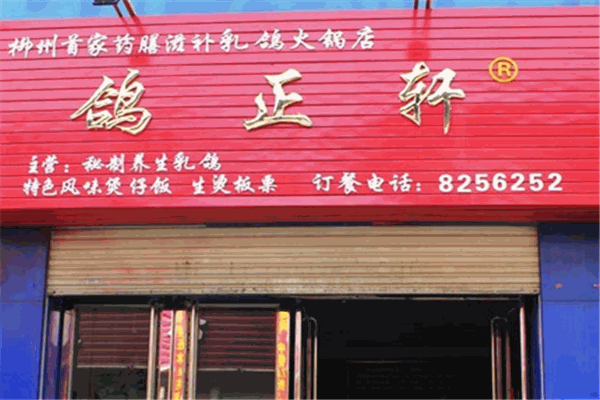 柳州首家药膳滋补乳鸽火锅店
鸽正轩®
主营：秘制养生乳鸽
特色风味煲仔饭 生烫板栗 订餐电话：8256252